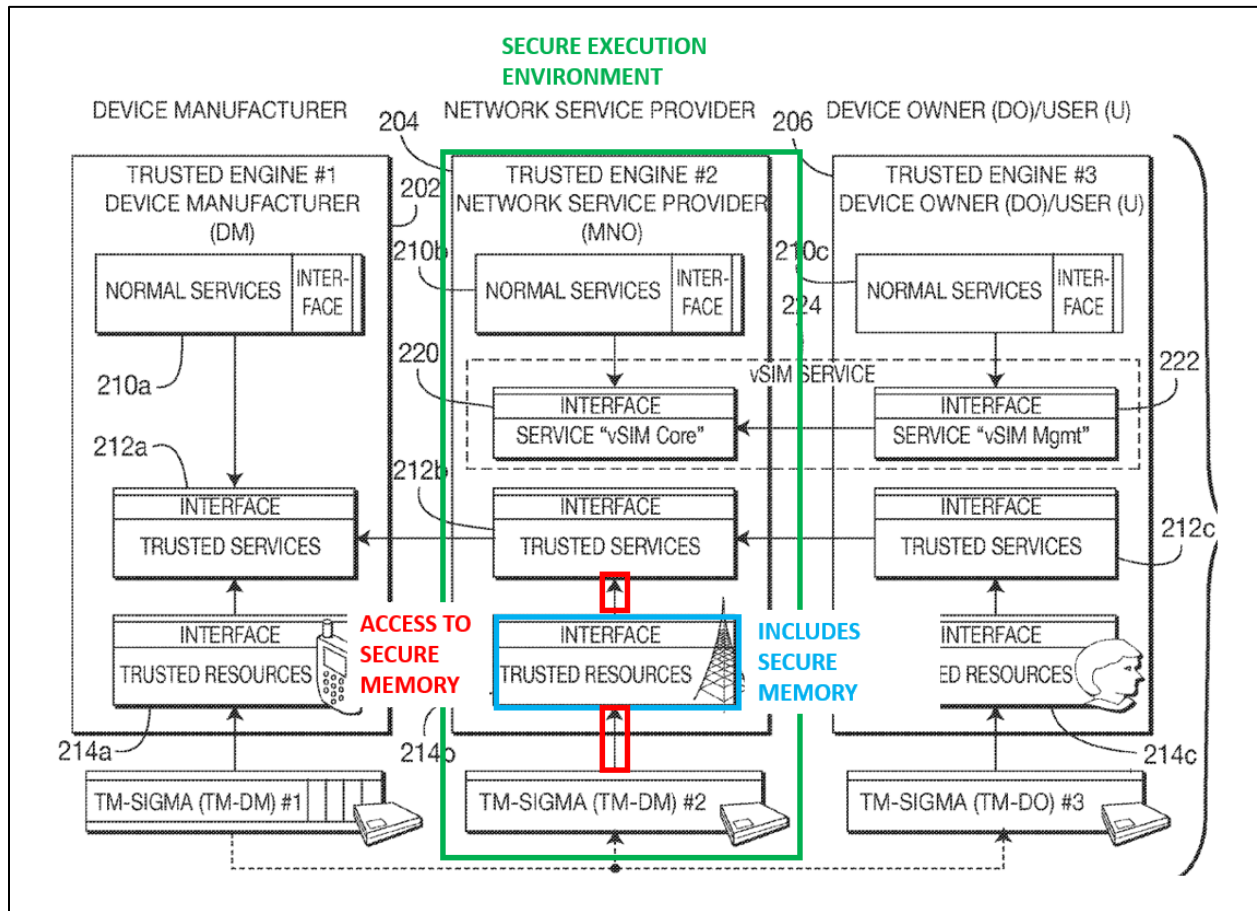 SECURE EXECUTION
ENVIRONMENT
DEVICE MANUFACTURER
NETWORK SERVICE PROVIDER
DEVICE OWNER (DO)/USER (U)
204
206
TRUSTED ENGINE #1
DEVICE MANUFACTURER
(DM)
202
TRUSTED ENGINE #2
NETWORK SERVICE PROVIDER
(MNO)
TRUSTED ENGINE #3
DEVICE OWNER (DO)/USER (U)
210b
210c
NORMAL SERVICES
INTER-
FACE
NORMAL SERVICES
INTER-
FACE
NORMAL SERVICES
INTER-
FACE
224
210a
220
vSIM SERVICE
222
INTERFACE
SERVICE "vSIM Core"
INTERFACE
SERVICE "vSIM Mgmt"
212a
212b
INTERFACE
TRUSTED SERVICES
INTERFACE
TRUSTED SERVICES
INTERFACE
TRUSTED SERVICES
212c
INTERFACE
TRUSTED RESOURCES
ACCESS TO
SECURE
MEMORY
INTERFACE
TRUSTED RESOURCES
INCLUDES
SECURE
MEMORY
INTERFACE
RESOURCES
214a
214c
TM-SIGMA (TM-DM) #1
TM-SIGMA (TM-DM) #2
TM-SIGMA (TM-DO) #3